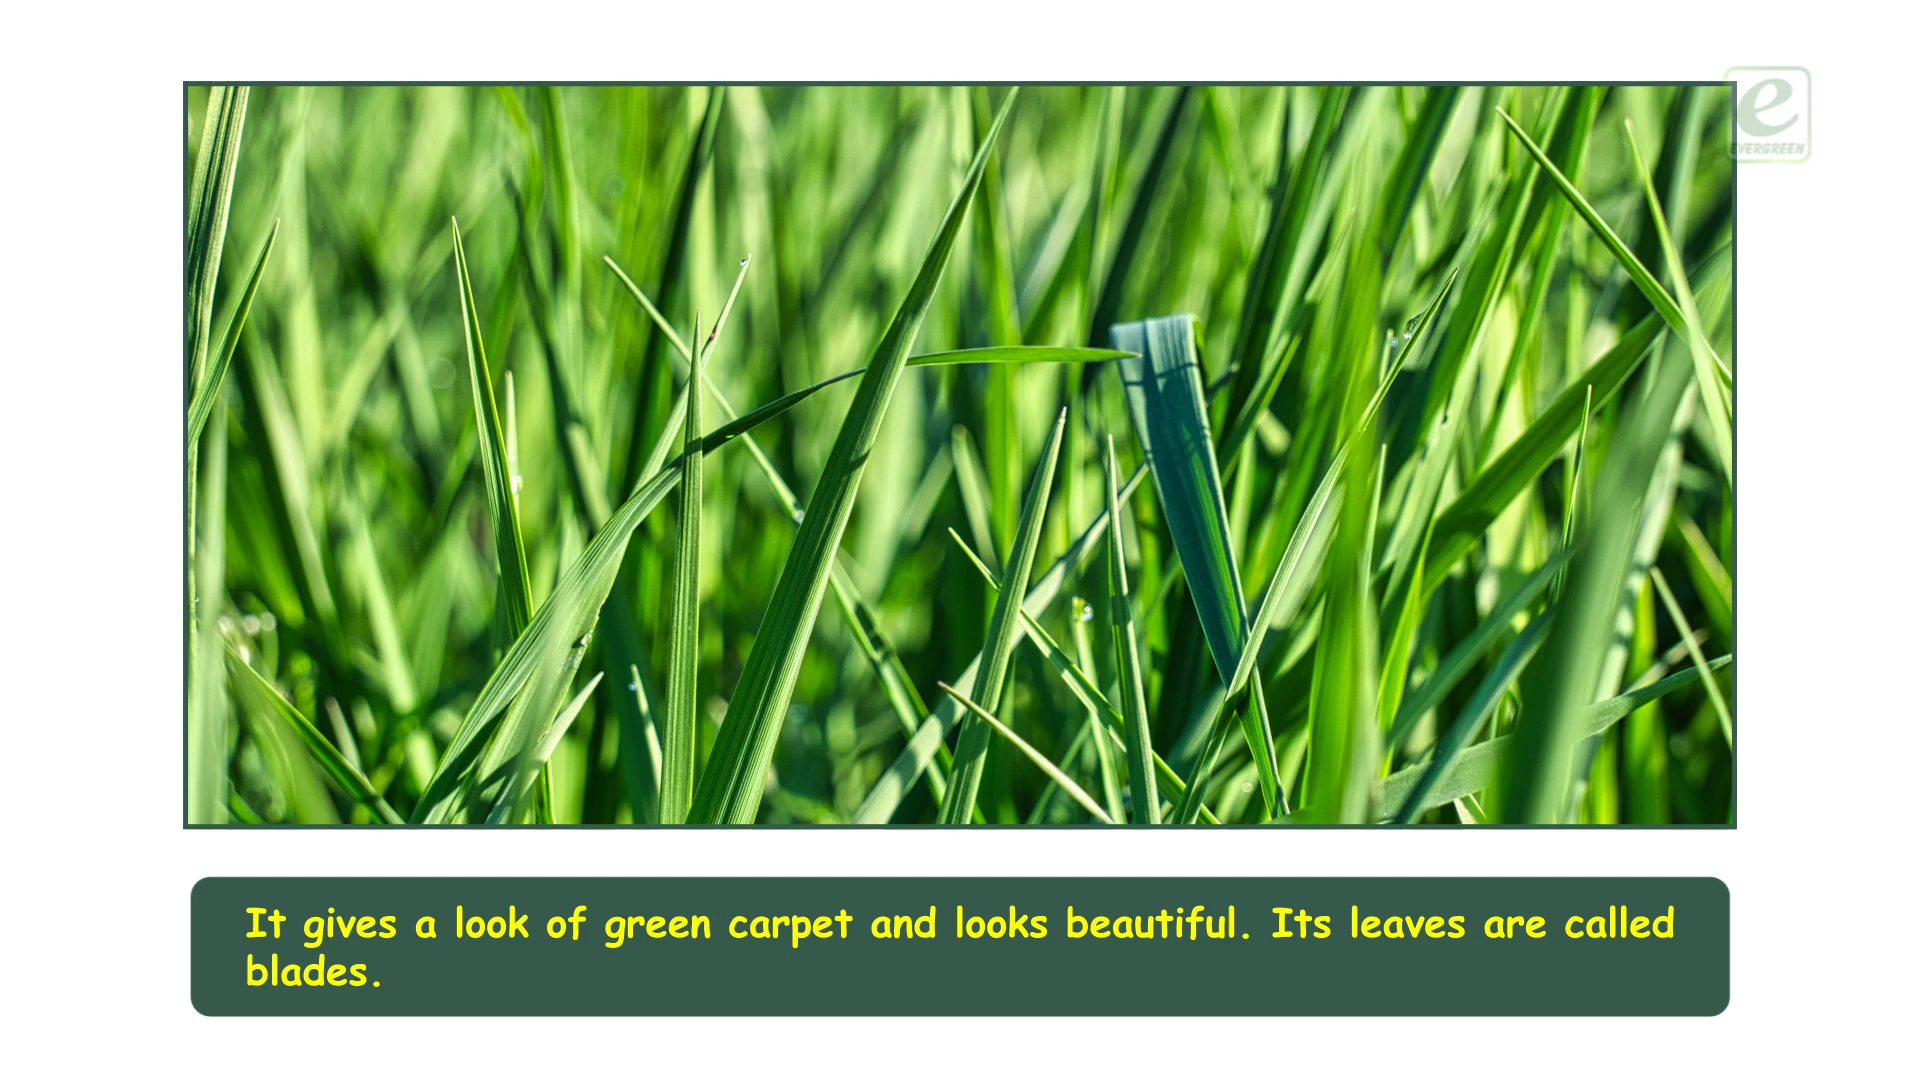 e
EVERGREEN
It gives a look of green carpet and looks beautiful. Its leaves are called
blades.